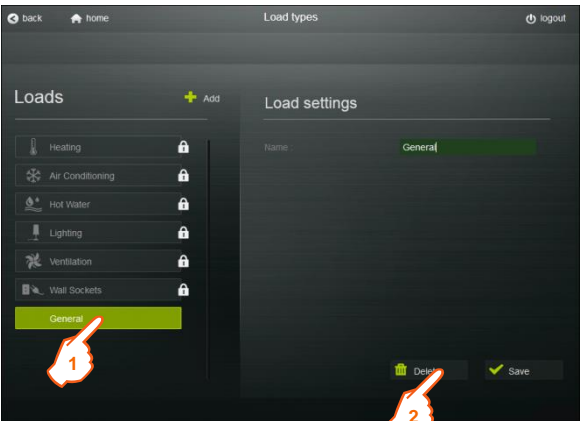 back
home
Load types
logout
Loads
Add
Load settings
Heating
Name :
General
Air Conditioning
Hot Water
Lighting
Ventilation
Wall Sockets
General
1
Delet
Save
2